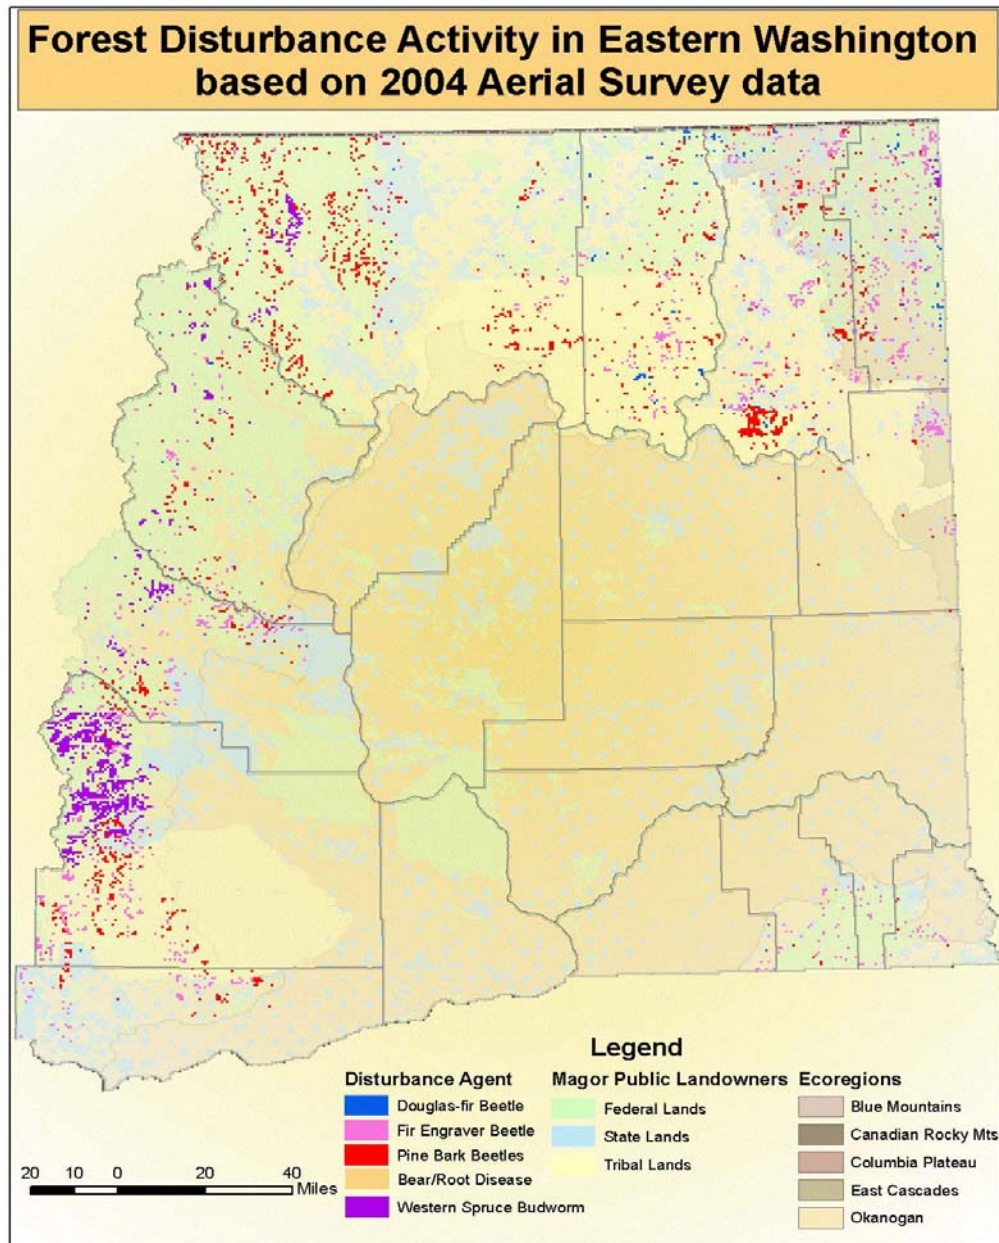 Forest Disturbance Activity in Eastern Washington
based on 2004 Aerial Survey data
Legend
Disturbance Agent
Douglas-fir Beetle
Fir Engraver Beetle
Pine Bark Beetles
Bear/Root Disease
Western Spruce Budworm
Magor Public Landowners
Federal Lands
State Lands
Tribal Lands
Ecoregions
Blue Mountains
Canadian Rocky Mts
Columbia Plateau
East Cascades
Okanogan
20 10 0 20 40
Miles